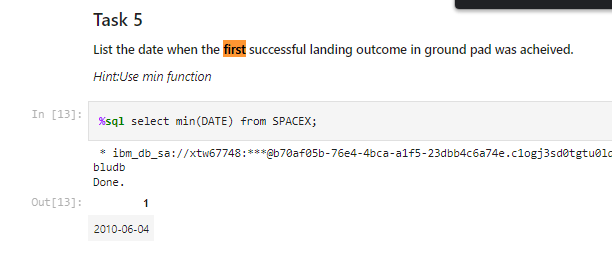 Task 5
List the date when the first successful landing outcome in ground pad was acheived.
Hint:Use min function
In [13]: %sql select min(DATE) from SPACEX;
* ibm_db_sa://xtw67748:***@b70af05b-76e4-4bca-a1f5-23dbb4c6a74e.c1ogj3sd0tgtu0lc
bludb
Done.
Out[13]: 1
2010-06-04